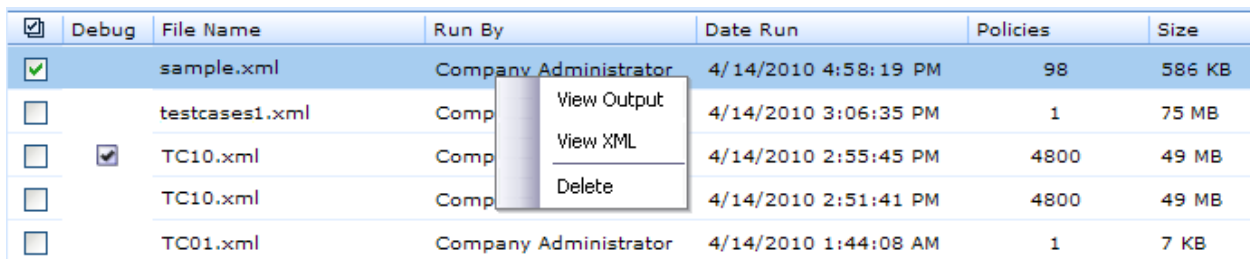 Debug File Name Run By Date Run Policies Size
sample.xml Company Administrator 4/14/2010 4:58:19 PM 98 586 KB
View Output
testcases1.xml Comp 4/14/2010 3:06:35 PM 1 75 MB
View XML
TC10.xml Comp 4/14/2010 2:55:45 PM 4800 49 MB
Delete
TC10.xml Comp 4/14/2010 2:51:41 PM 4800 49 MB
TC01.xml Company Administrator 4/14/2010 1:44:08 AM 1 7 KB